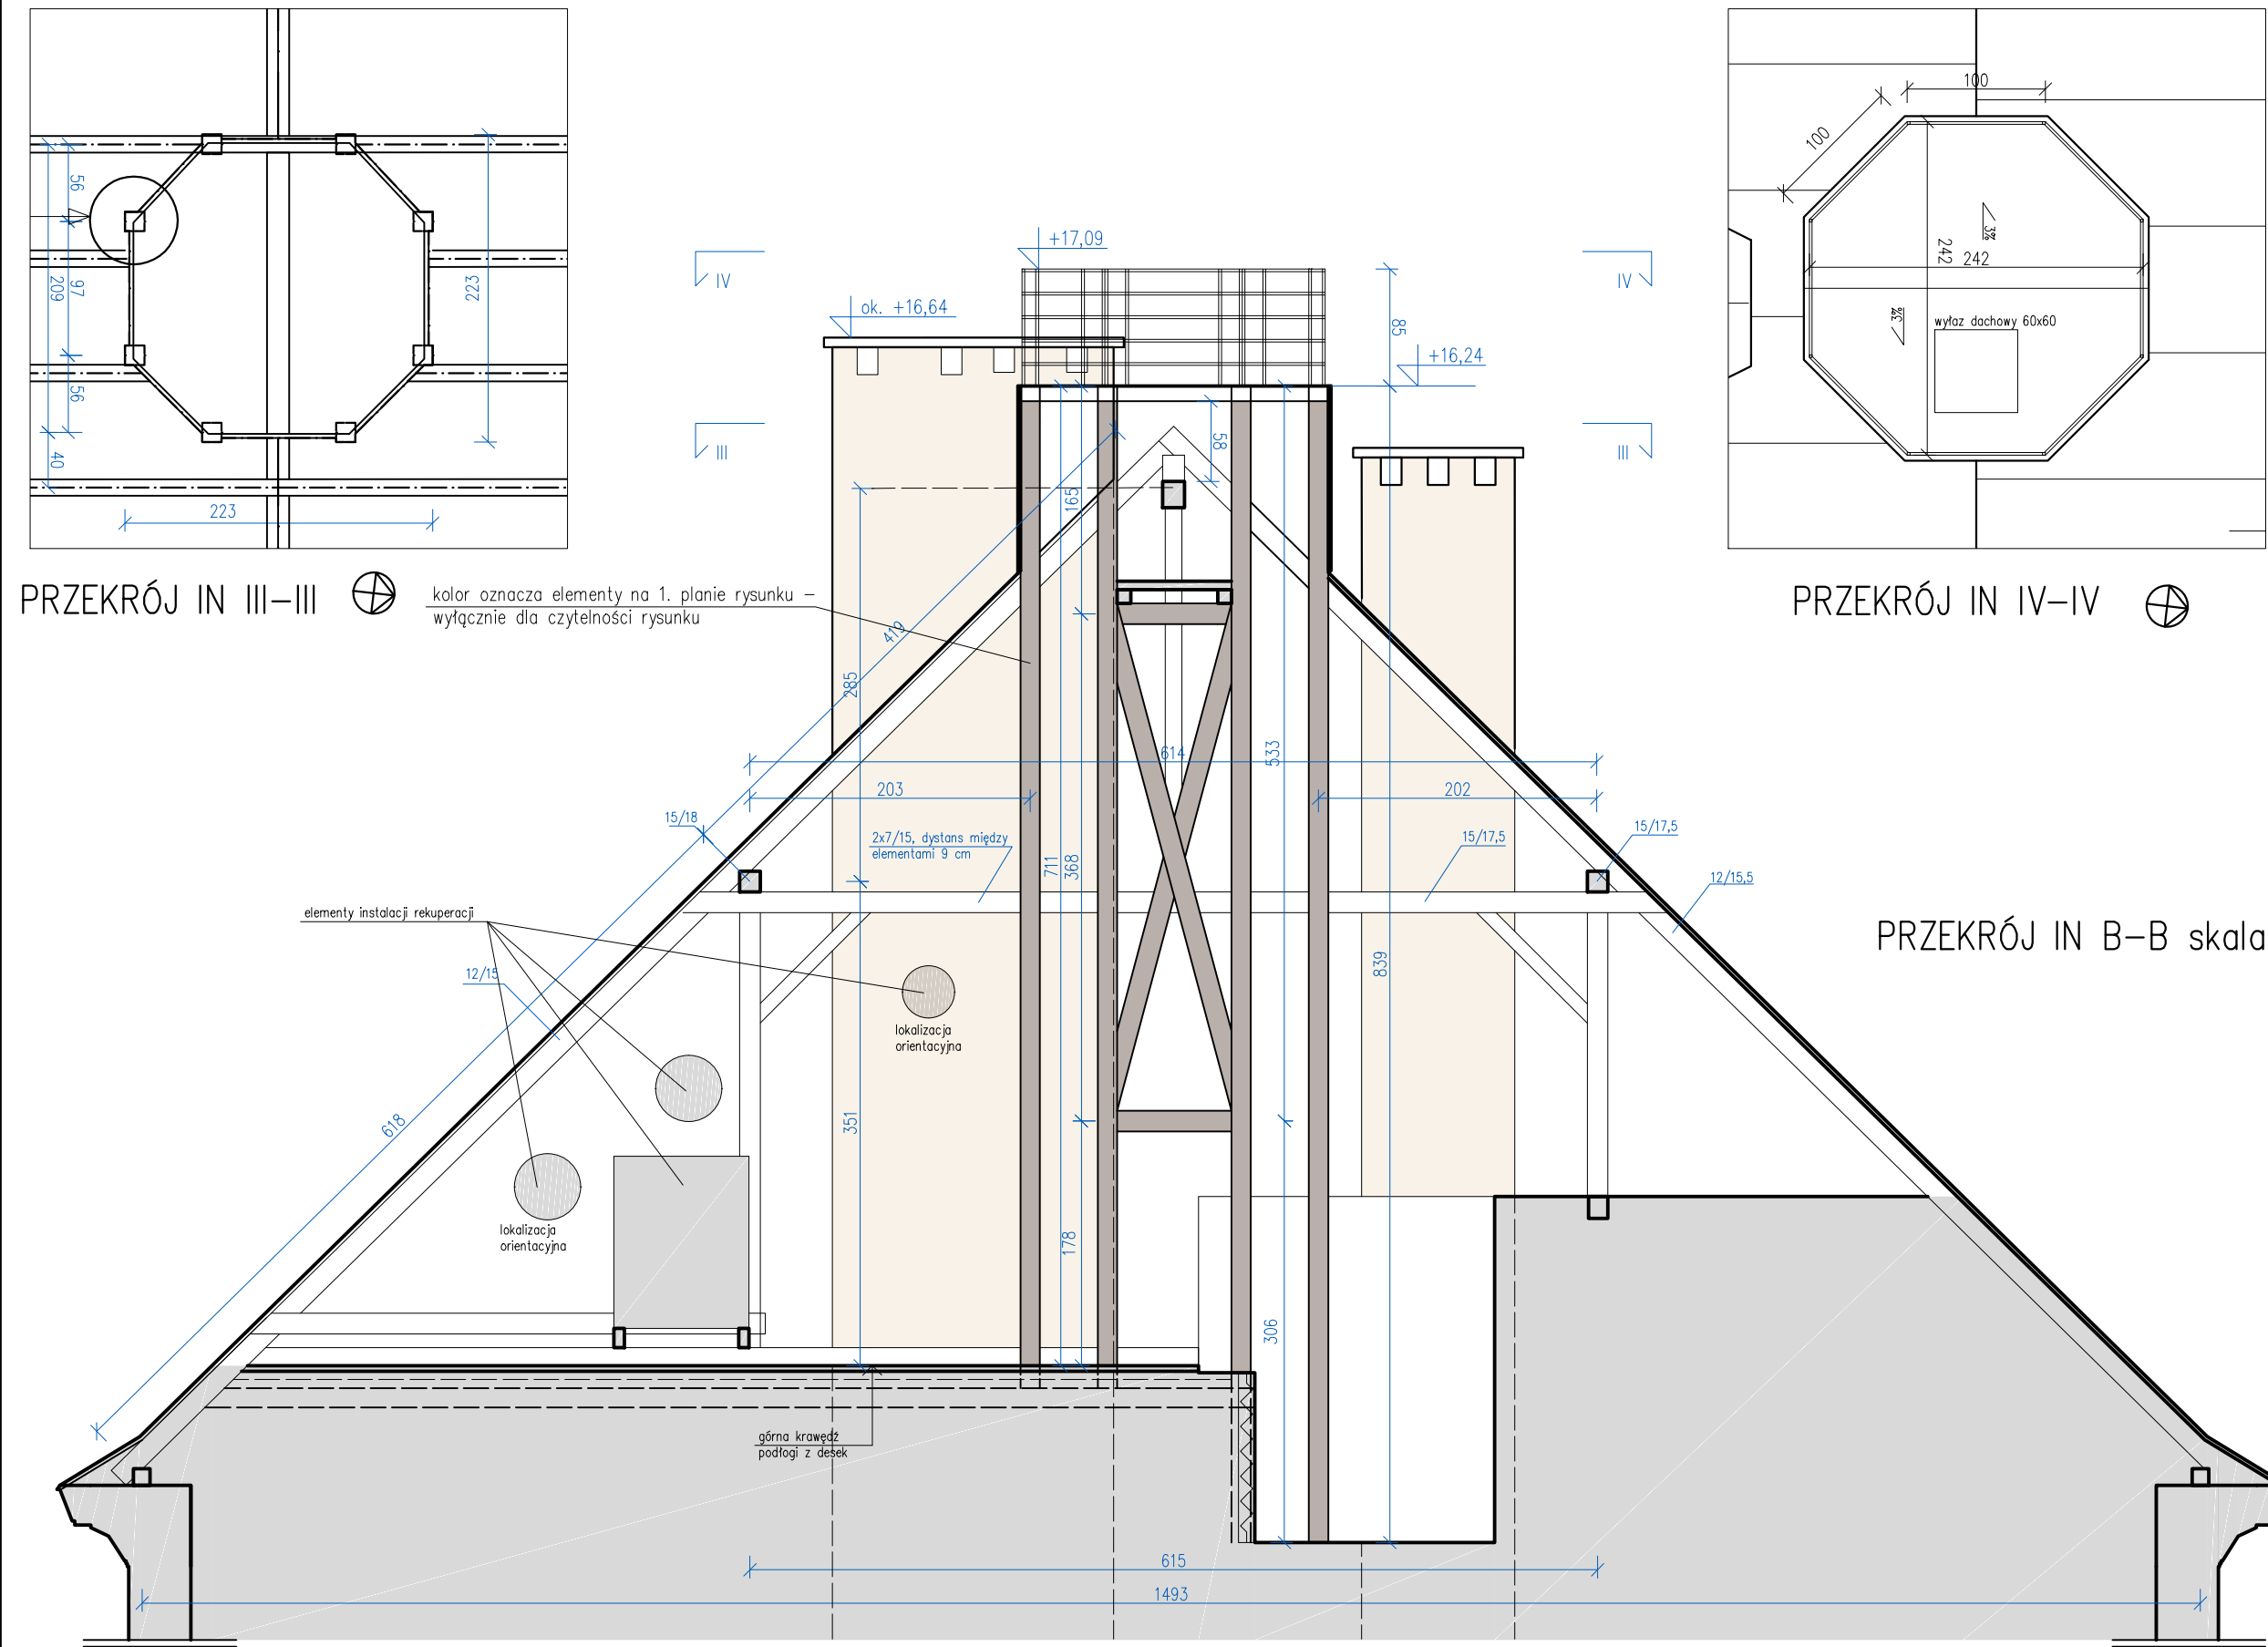 56
97
209
56
40
223
223
PRZEKRÓJ IN III–III
kolor oznacza elementy na 1. planie rysunku –
wyłącznie dla czytelności rysunku
100
100
3%
242
242
3%
wyłaz dachowy 60x60
PRZEKRÓJ IN IV–IV
+17,09
IV
IV
ok. +16,64
85
+16,24
III
III
58
165
419
285
614
533
203
202
15/18
2x7/15, dystans między
elementami 9 cm
711
368
15/17,5
15/17,5
12/15,5
elementy instalacji rekuperacji
PRZEKRÓJ IN B–B skala
12/15
839
lokalizacja
orientacyjna
618
351
178
lokalizacja
orientacyjna
306
górna krawędź
podłogi z desek
615
1493